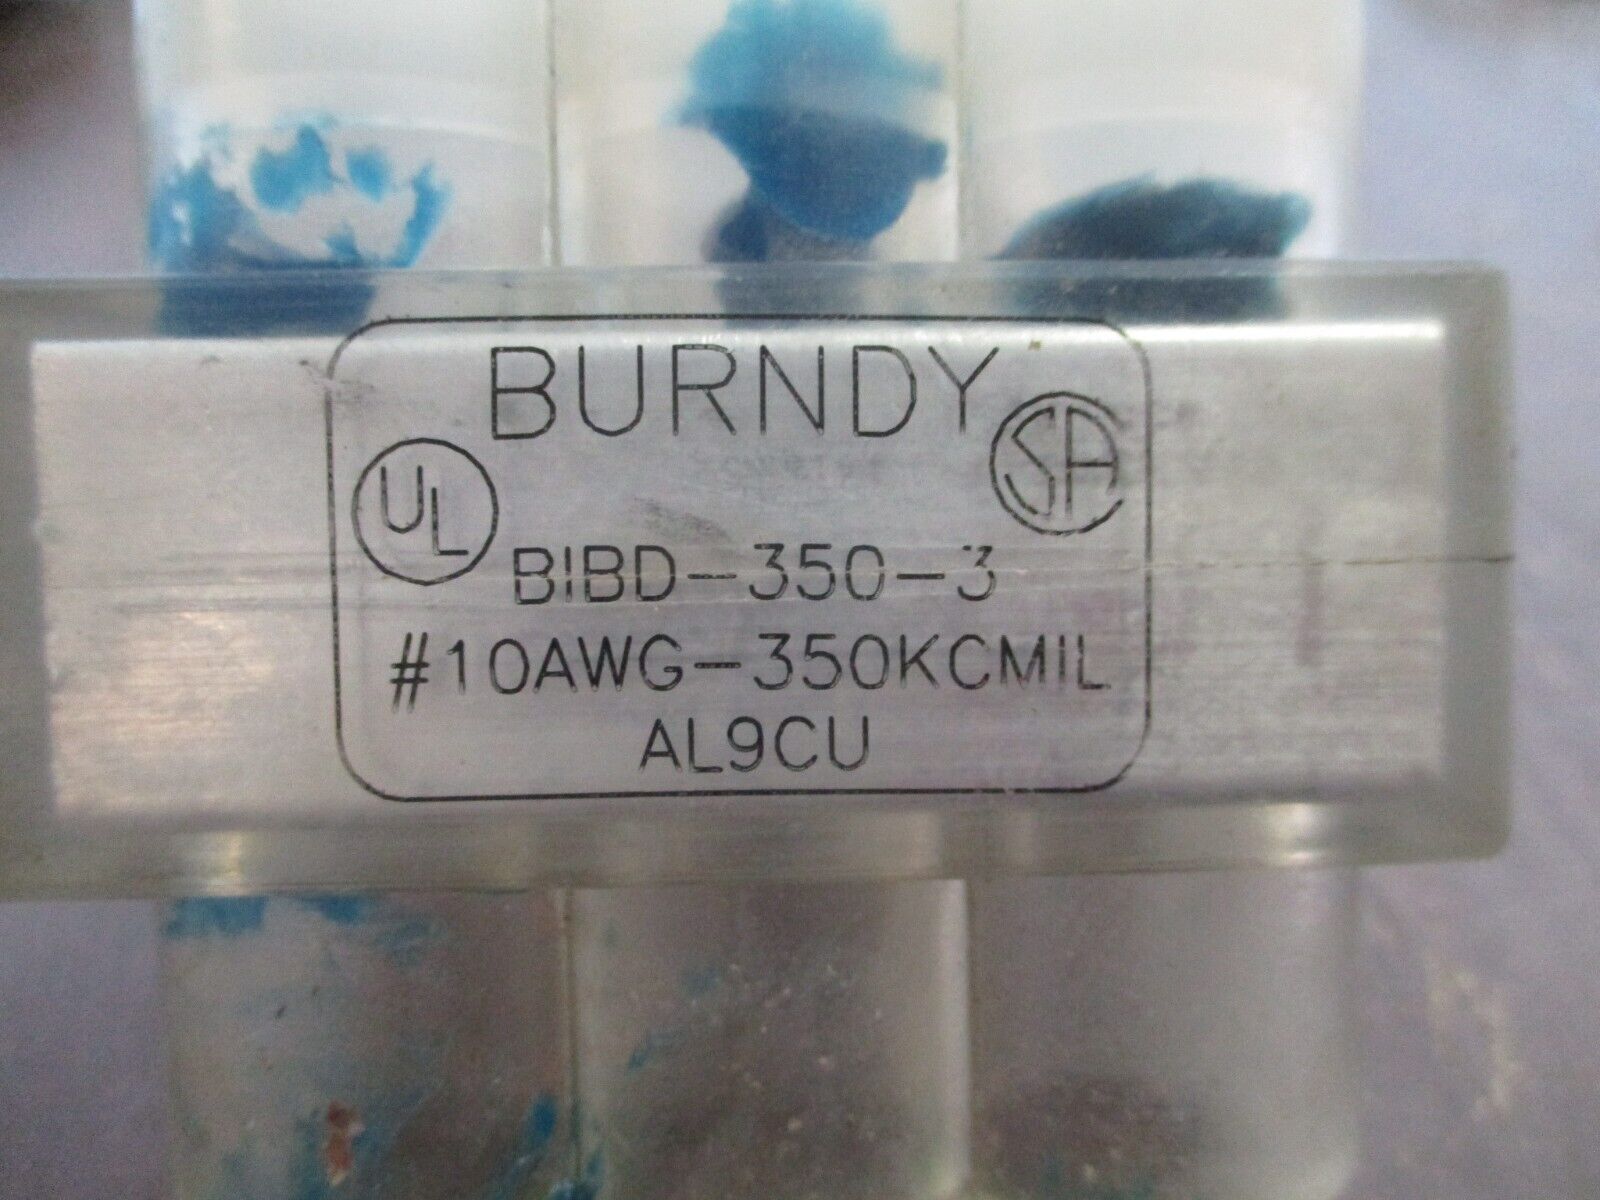 BURNDY
UL
SA
BIBD-350-3
#10AWG-350KCMIL
AL9CU